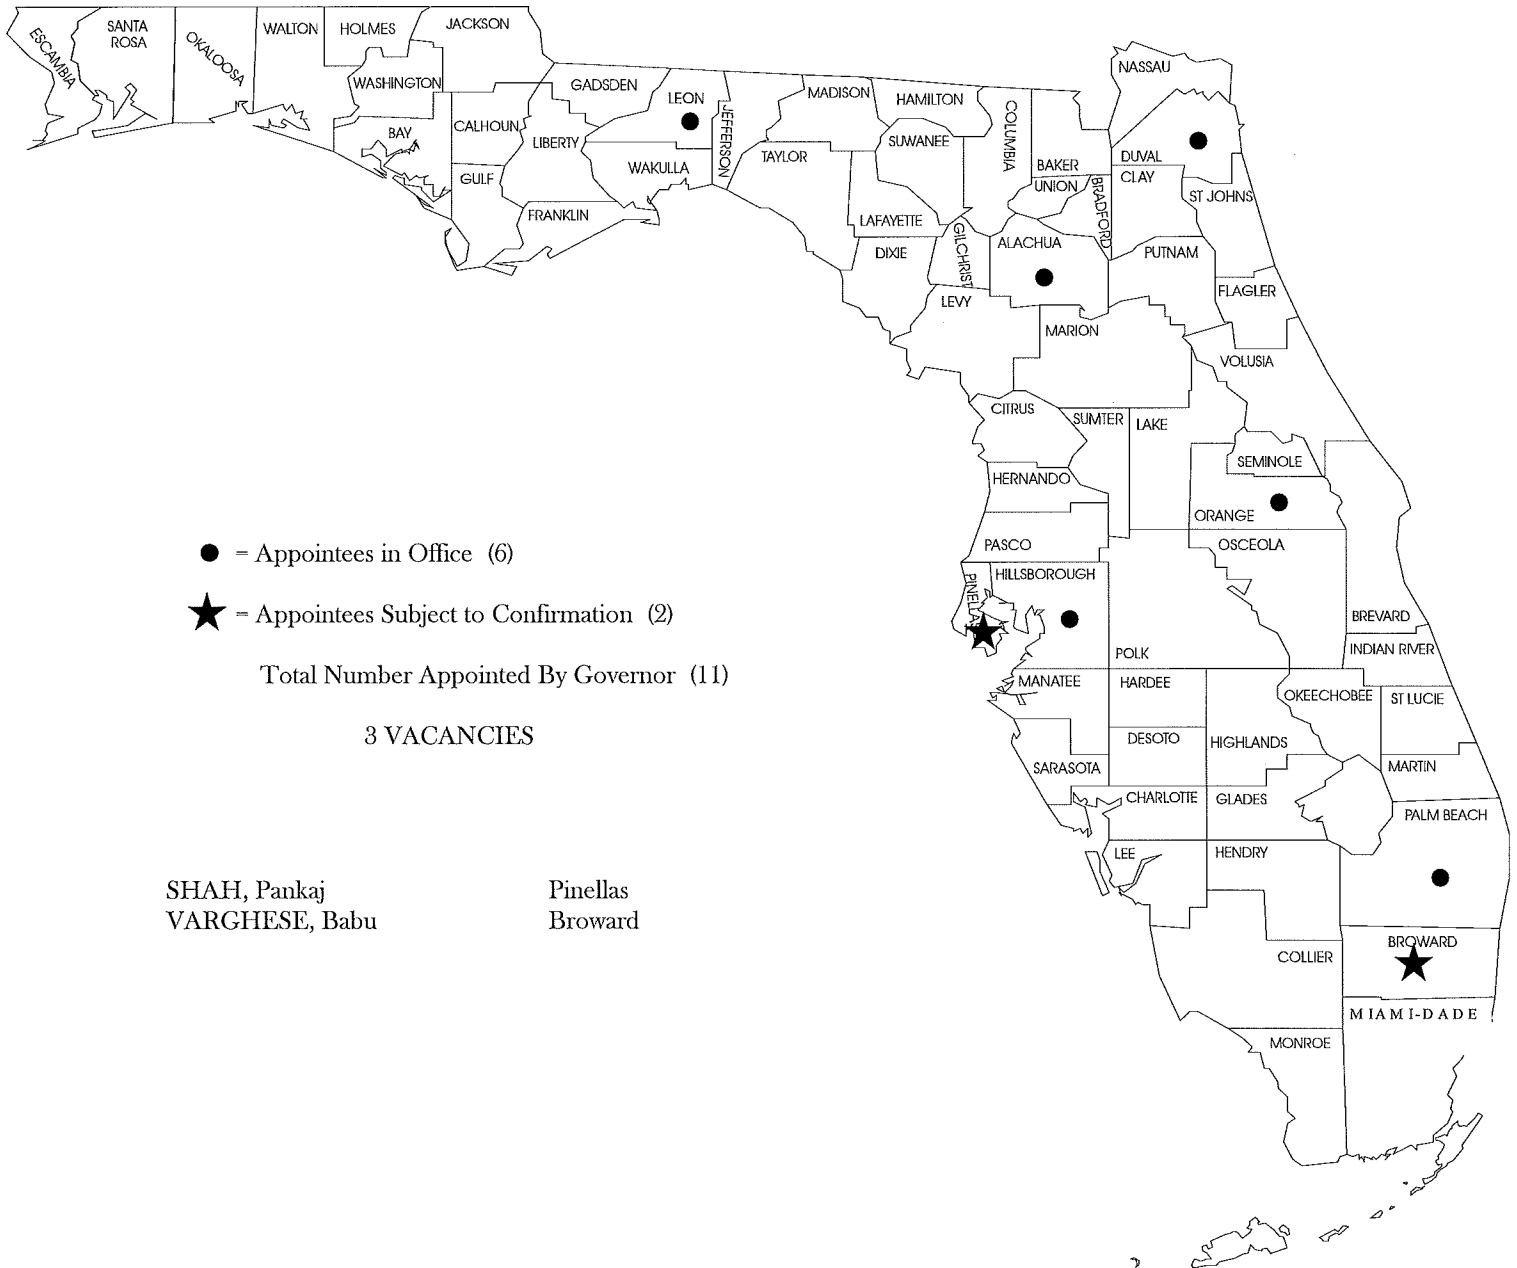 ESCAMBIA
SANTA
ROSA
OKALOOSA
WALTON
HOLMES
JACKSON
WASHINGTON
BAY
CALHOUN
GULF
GADSDEN
LIBERTY
FRANKLIN
LEON
WAKULLA
JEFFERSON
MADISON
TAYLOR
HAMILTON
SUWANEE
LAFAYETTE
DIXIE
COLUMBIA
GILCHRIST
LEVY
BAKER
UNION
BRADFORD
ALACHUA
MARION
NASSAU
DUVAL
CLAY
ST JOHNS
PUTNAM
FLAGLER
VOLUSIA
CITRUS
SUMTER
LAKE
HERNANDO
SEMINOLE
ORANGE
PASCO
OSCEOLA
PINELLAS
HILLSBOROUGH
POLK
BREVARD
INDIAN RIVER
MANATEE
HARDEE
OKEECHOBEE
ST LUCIE
DESOTO
HIGHLANDS
SARASOTA
MARTIN
CHARLOTTE
GLADES
PALM BEACH
LEE
HENDRY
BROWARD
COLLIER
MIAMI-DADE
MONROE
= Appointees in Office (6)
= Appointees Subject to Confirmation (2)
Total Number Appointed By Governor (11)
3 VACANCIES
SHAH, Pankaj Pinellas
VARGHESE, Babu Broward